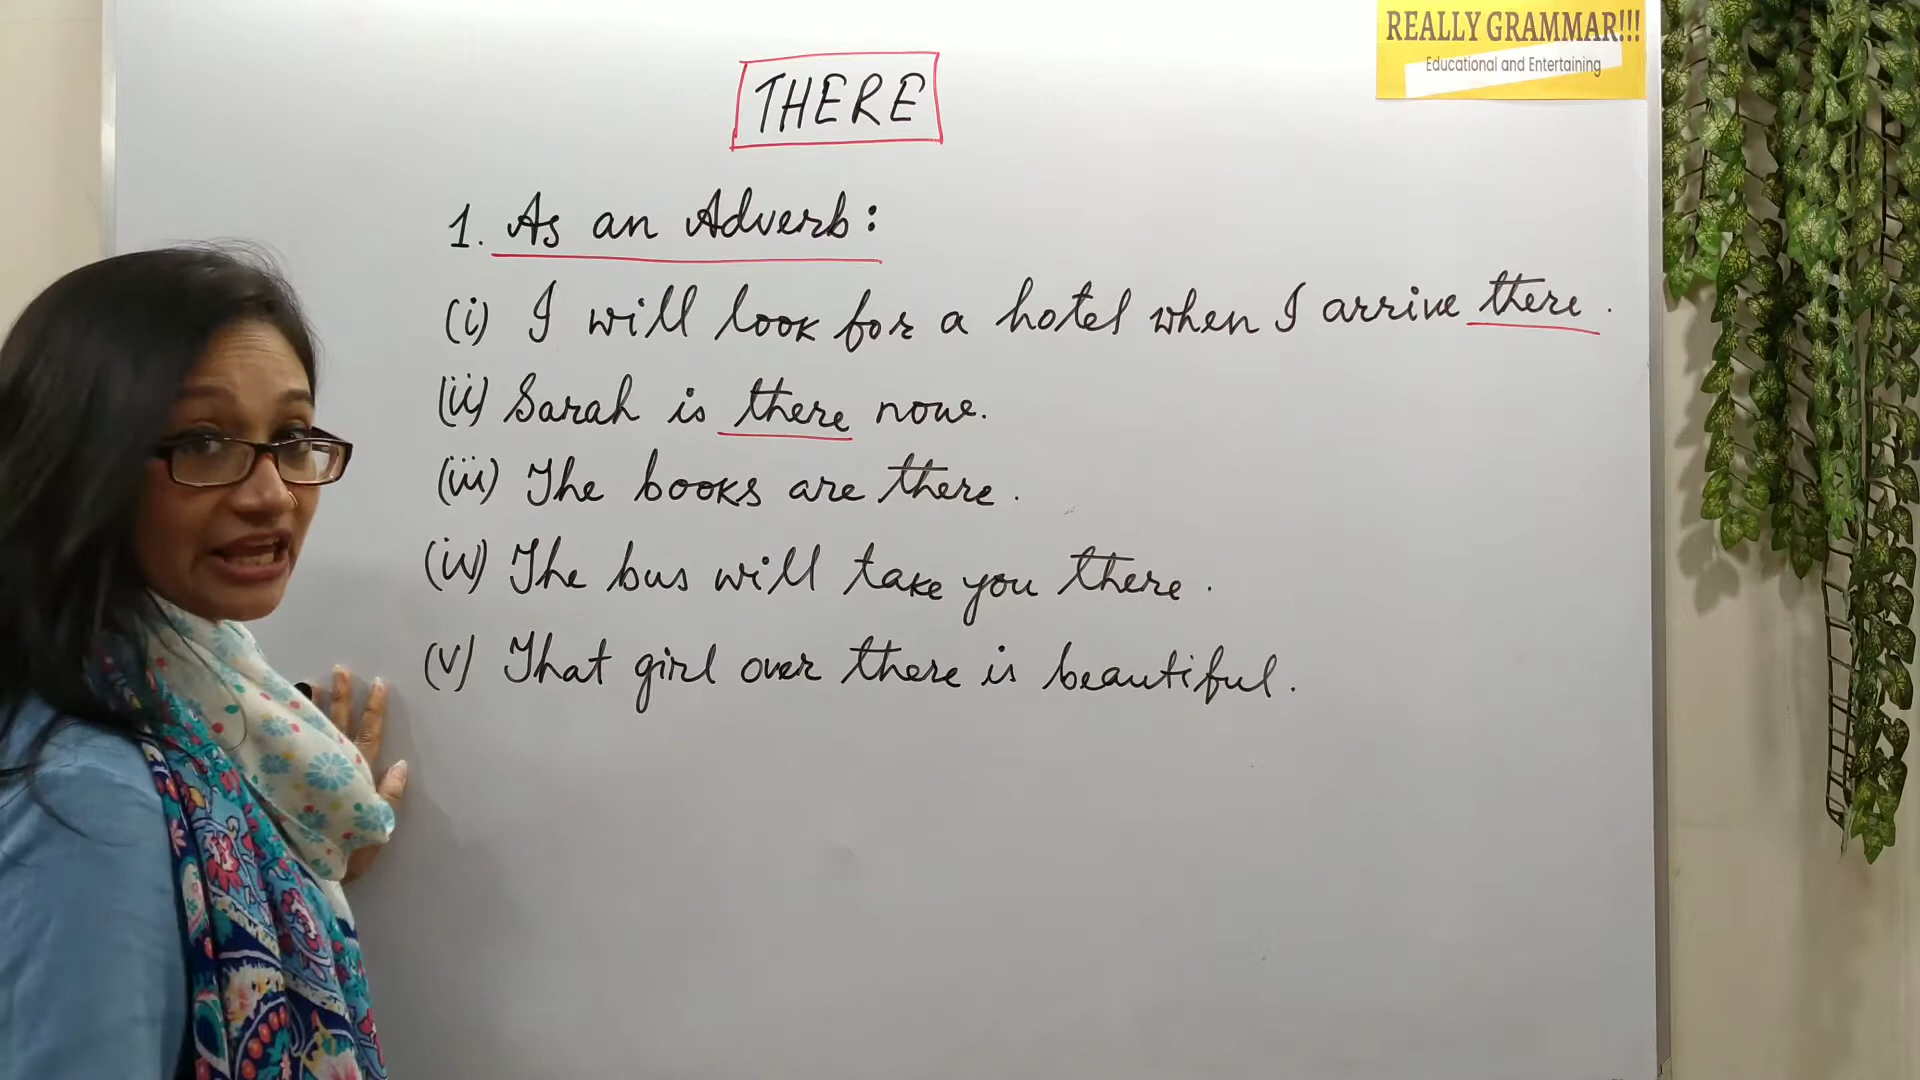 REALLY GRAMMAR!!!
Educational and Entertaining
THERE
1. As an Adverb:
(i) I will look for a hotel when I arrive there.
(ii) Sarah is there now.
(iii) The books are there.
(iv) The bus will take you there.
(v) That girl over there is beautiful.